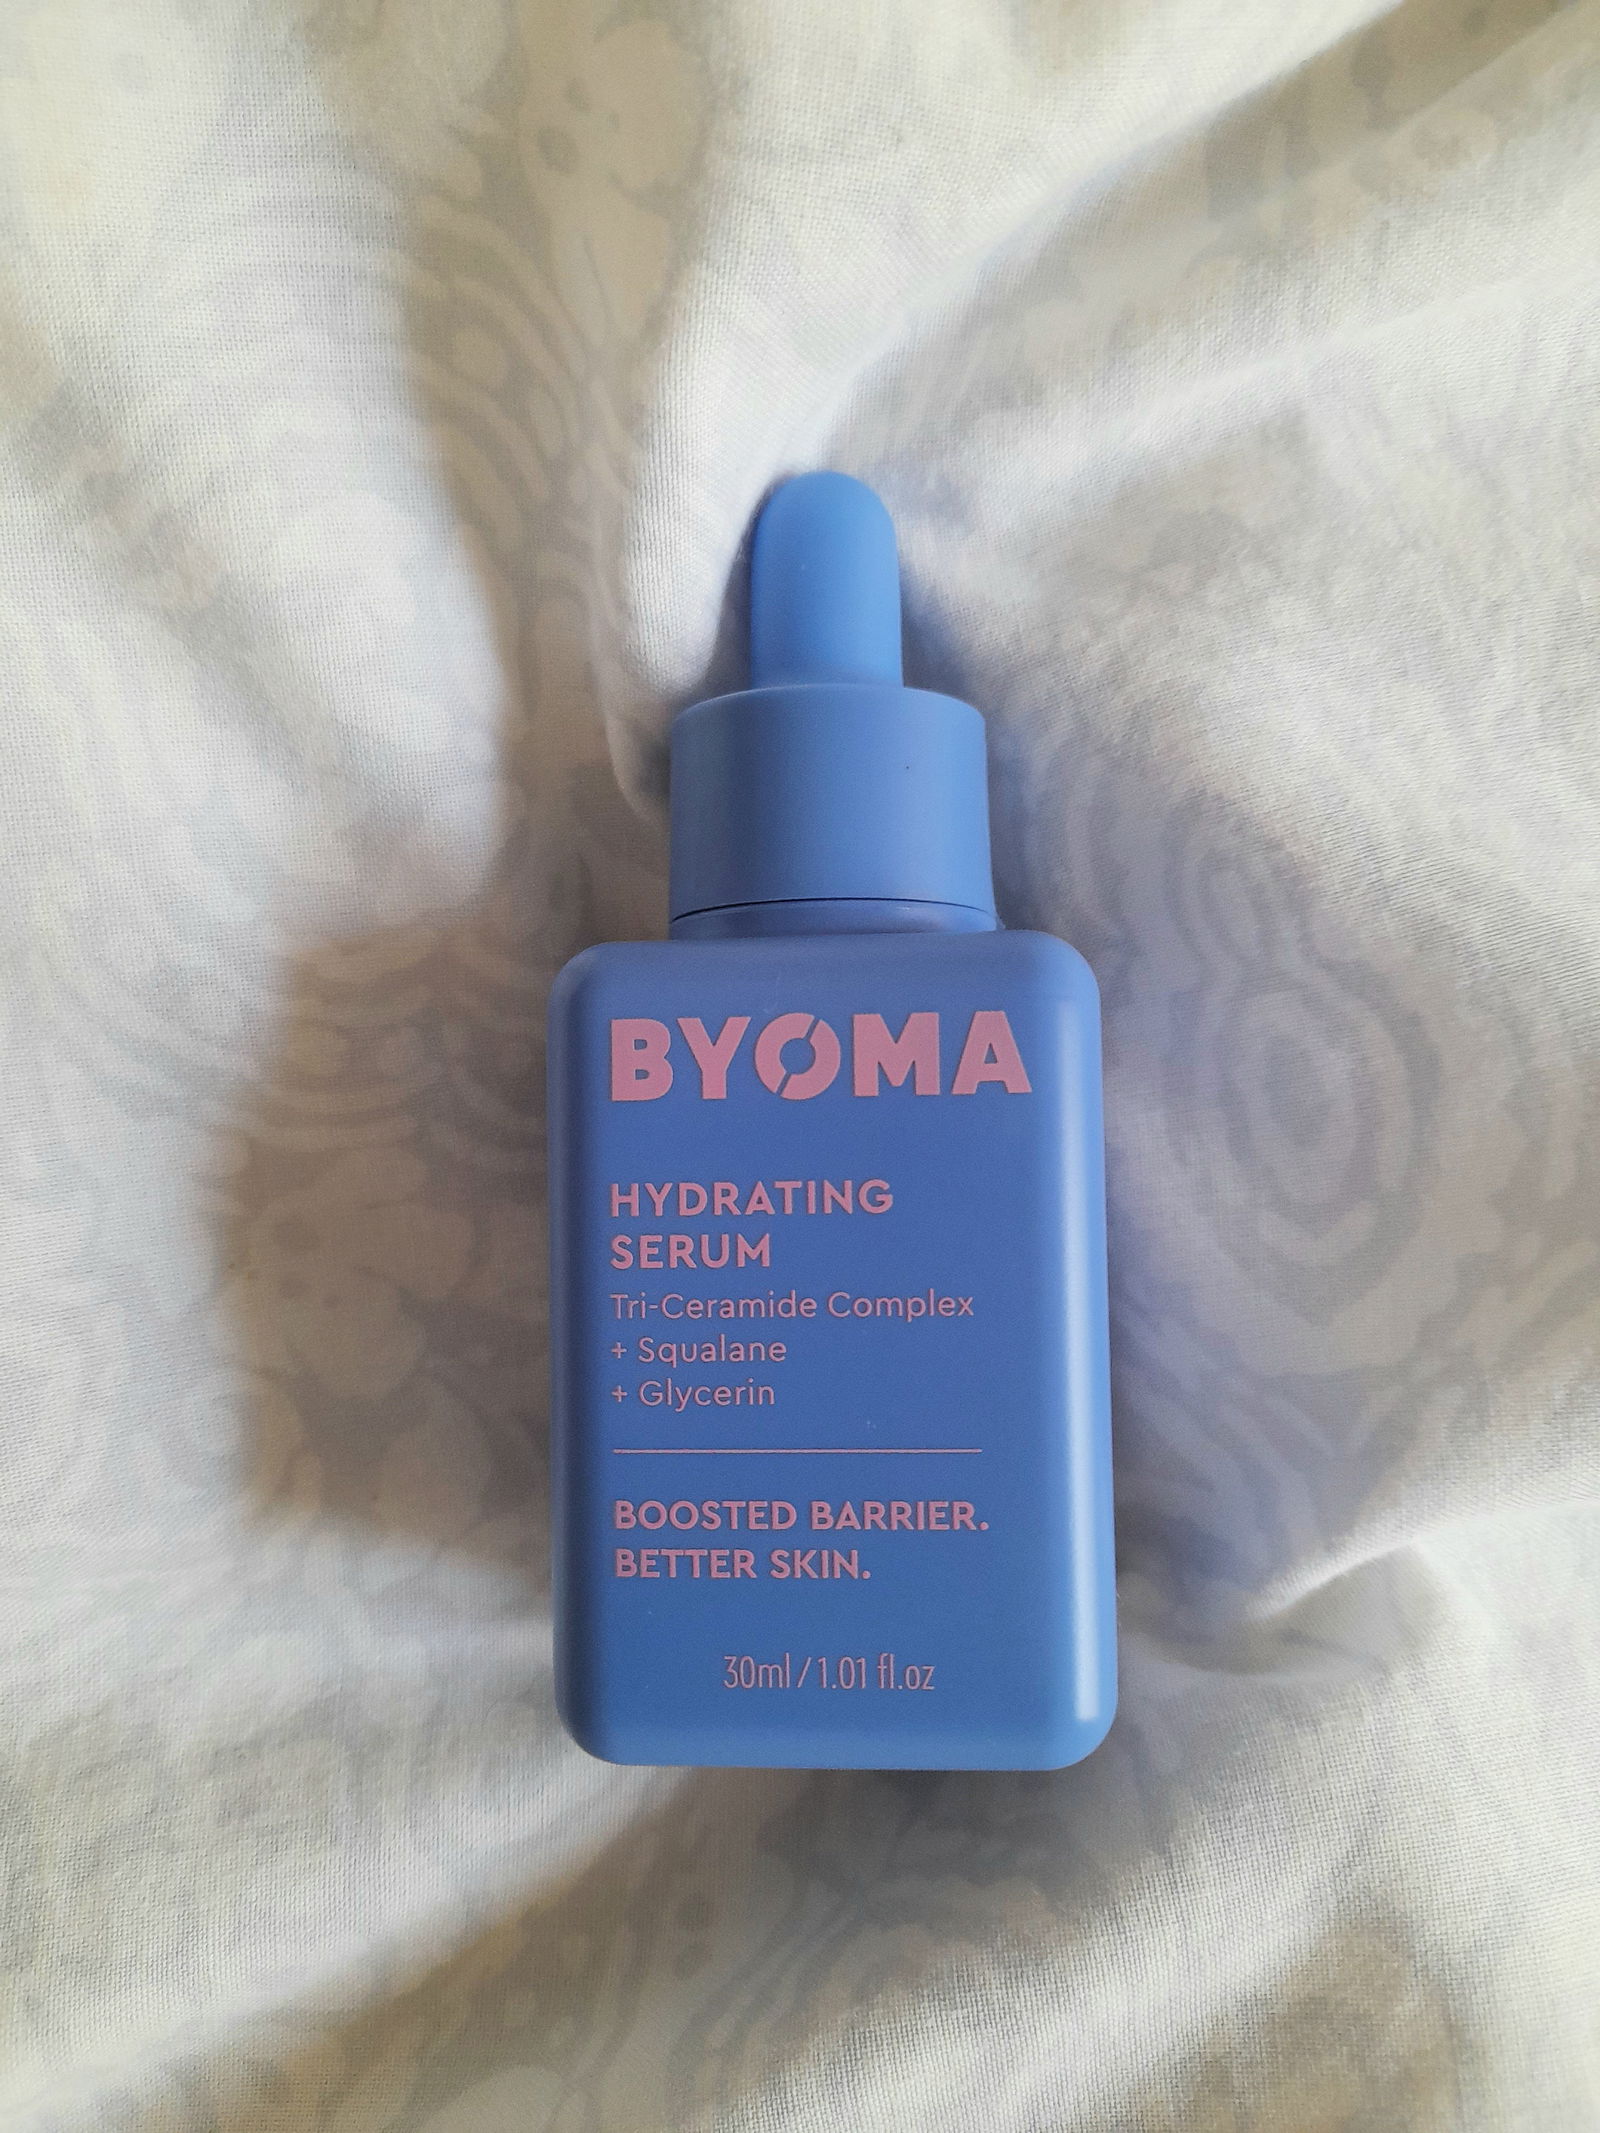 BYOMA
HYDRATING
SERUM
Tri-Ceramide Complex
+ Squalane
+ Glycerin
BOOSTED BARRIER.
BETTER SKIN.
30ml / 1.01 fl.oz